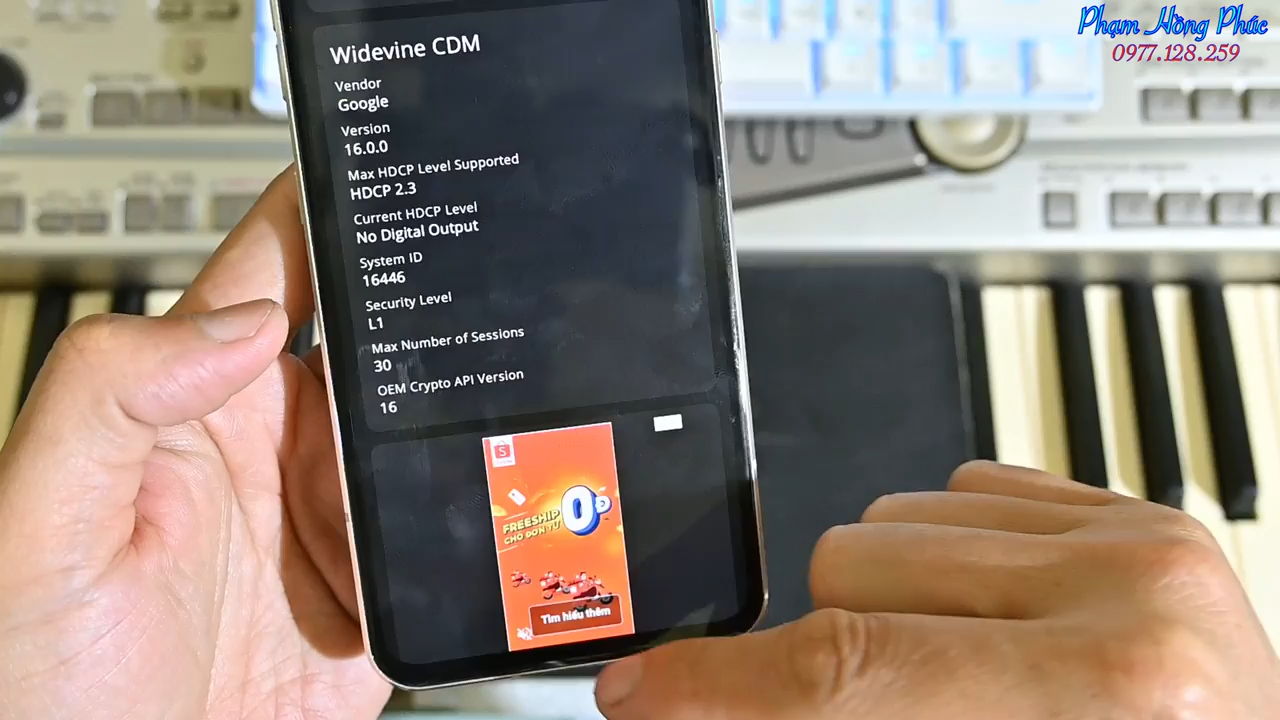 Phạm Hồng Phúc
0977.128.259
Widevine CDM
Vendor
Google
Version
16.0.0
Max HDCP Level Supported
HDCP 2.3
Current HDCP Level
No Digital Output
System ID
16446
Security Level
L1
Max Number of Sessions
30
OEM Crypto API Version
16
FREESHIP 0Đ
CHO ĐƠN TỪ
Tìm hiểu thêm